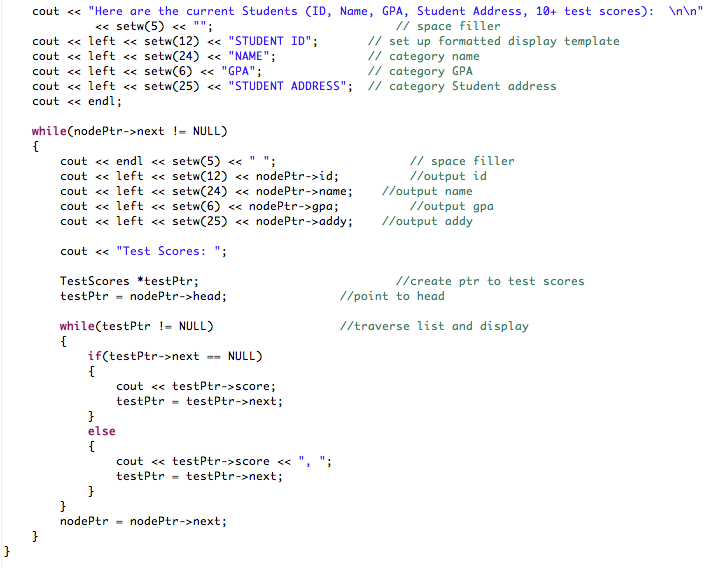 cout << "Here are the current Students (ID, Name, GPA, Student Address, 10+ test scores):  \n\n"
        << setw(5) << "";                          // space filler
cout << left << setw(12) << "STUDENT ID";       // set up formatted display template
cout << left << setw(24) << "NAME";             // category name
cout << left << setw(6) << "GPA";               // category GPA
cout << left << setw(25) << "STUDENT ADDRESS";  // category Student address
cout << endl;
while(nodePtr->next != NULL)
{
    cout << endl << setw(5) << " ";                   // space filler
    cout << left << setw(12) << nodePtr->id;          //output id
    cout << left << setw(24) << nodePtr->name;    //output name
    cout << left << setw(6) << nodePtr->gpa;          //output gpa
    cout << left << setw(25) << nodePtr->addy;    //output addy
    cout << "Test Scores: ";
    TestScores *testPtr;                            //create ptr to test scores
    testPtr = nodePtr->head;                //point to head
    while(testPtr != NULL)                  //traverse list and display
    {
        if(testPtr->next == NULL)
        {
            cout << testPtr->score;
            testPtr = testPtr->next;
        }
        else
        {
            cout << testPtr->score << ", ";
            testPtr = testPtr->next;
        }
    }
    nodePtr = nodePtr->next;
}
}